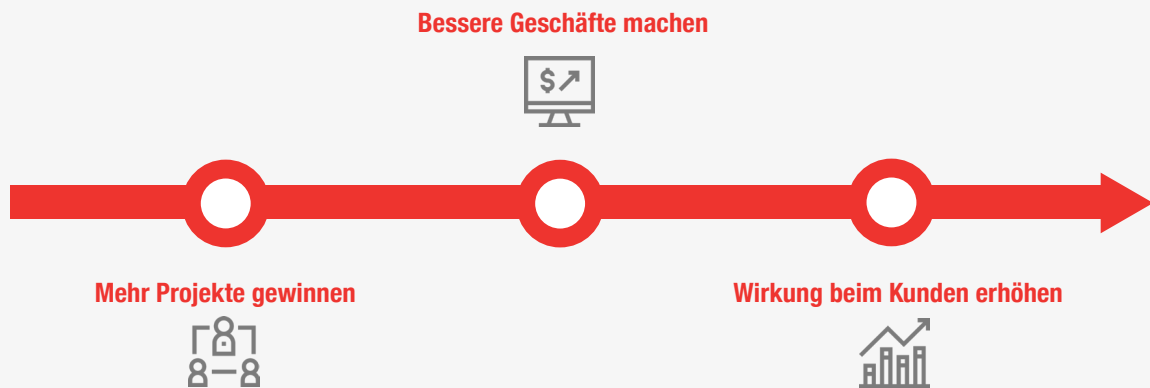 Bessere Geschäfte machen
$
Mehr Projekte gewinnen
Wirkung beim Kunden erhöhen